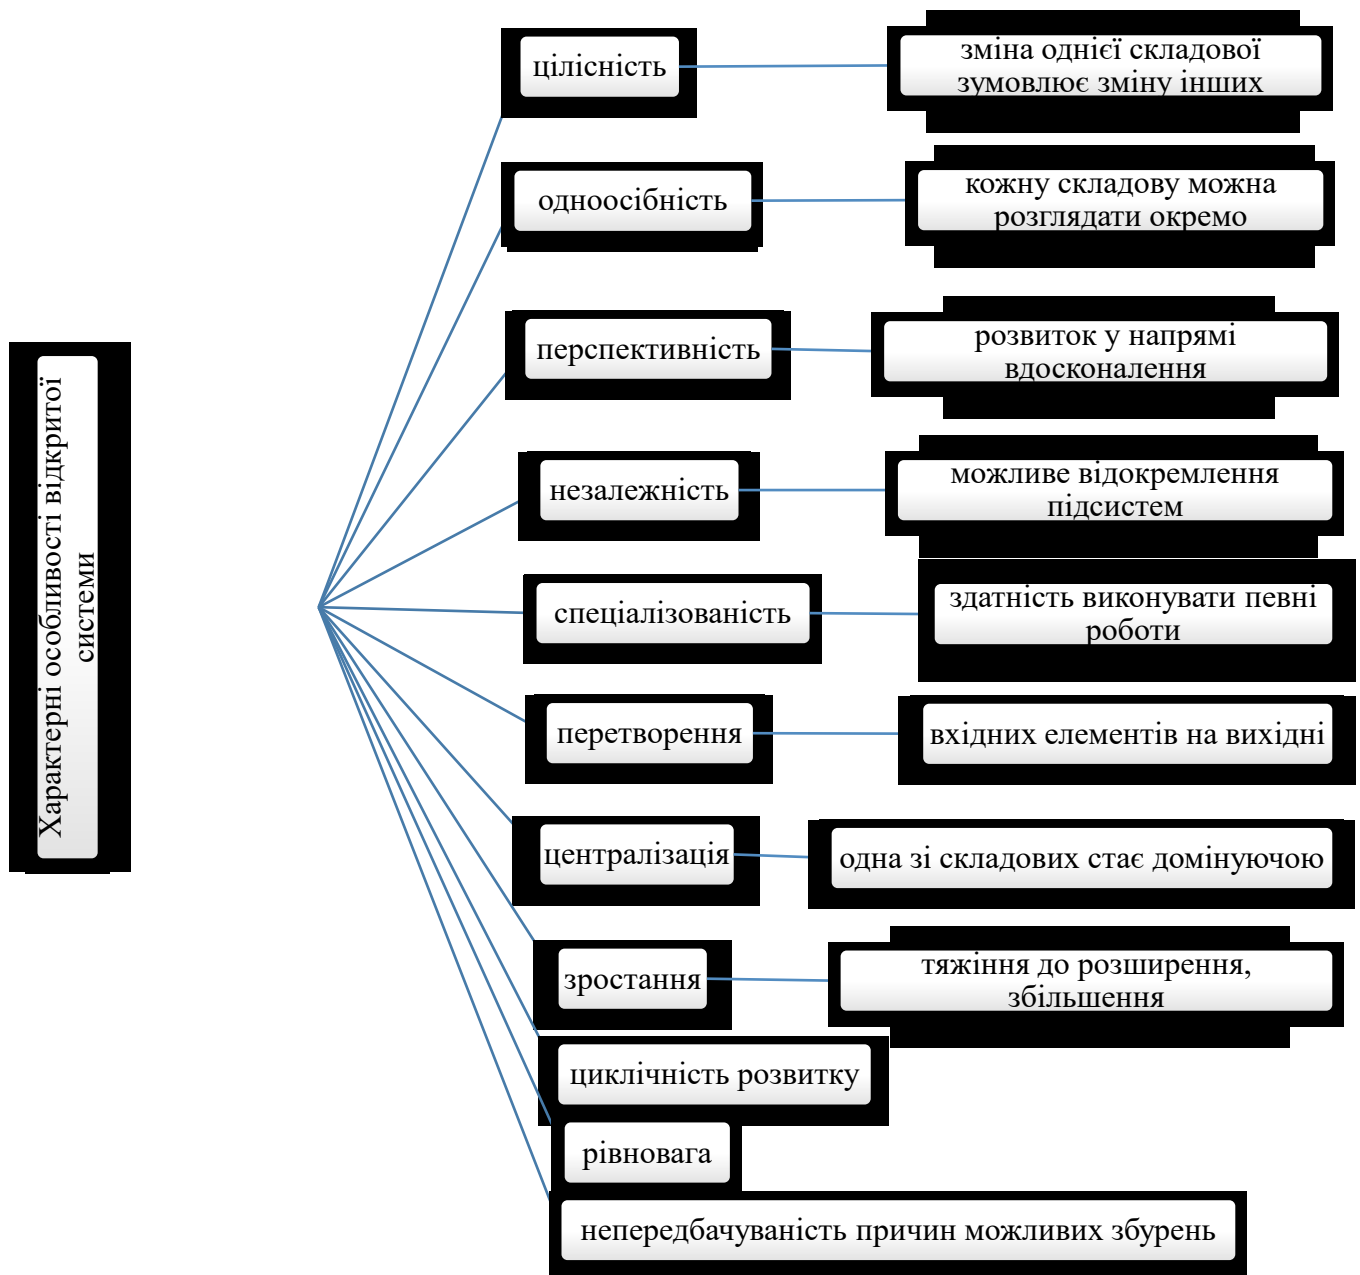 Характерні особливості відкритої
системи
цілісність
зміна однієї складової
зумовлює зміну інших
одноосібність
кожну складову можна
розглядати окремо
перспективність
розвиток у напрямі
вдосконалення
незалежність
можливе відокремлення
підсистем
спеціалізованість
здатність виконувати певні
роботи
перетворення
вхідних елементів на вихідні
централізація
одна зі складових стає домінуючою
зростання
тяжіння до розширення,
збільшення
циклічність розвитку
рівновага
непередбачуваність причин можливих збурень